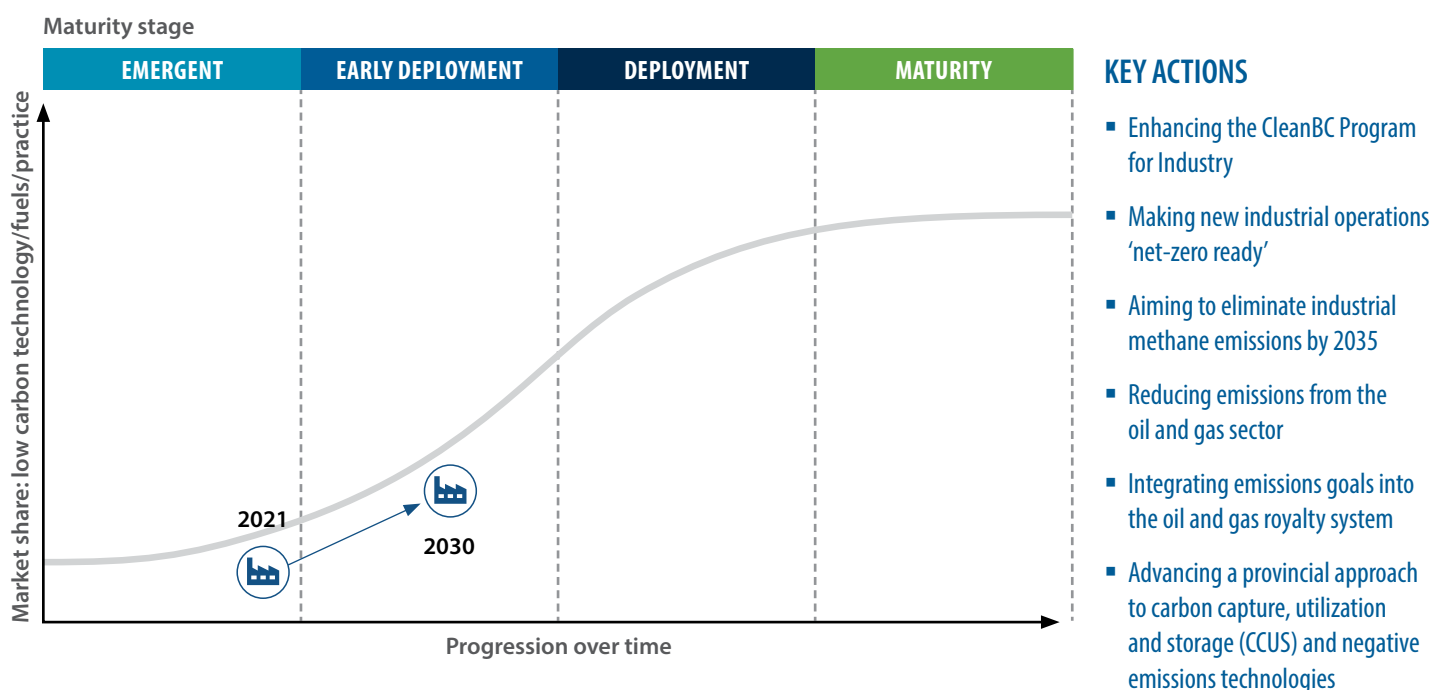 Maturity stage
EMERGENT
EARLY DEPLOYMENT
DEPLOYMENT
MATURITY
Market share: low carbon technology/fuels/practice
2021
2030
Progression over time
KEY ACTIONS
▪ Enhancing the CleanBC Program
for Industry
▪ Making new industrial operations
‘net-zero ready’
▪ Aiming to eliminate industrial
methane emissions by 2035
▪ Reducing emissions from the
oil and gas sector
▪ Integrating emissions goals into
the oil and gas royalty system
▪ Advancing a provincial approach
to carbon capture, utilization
and storage (CCUS) and negative
emissions technologies